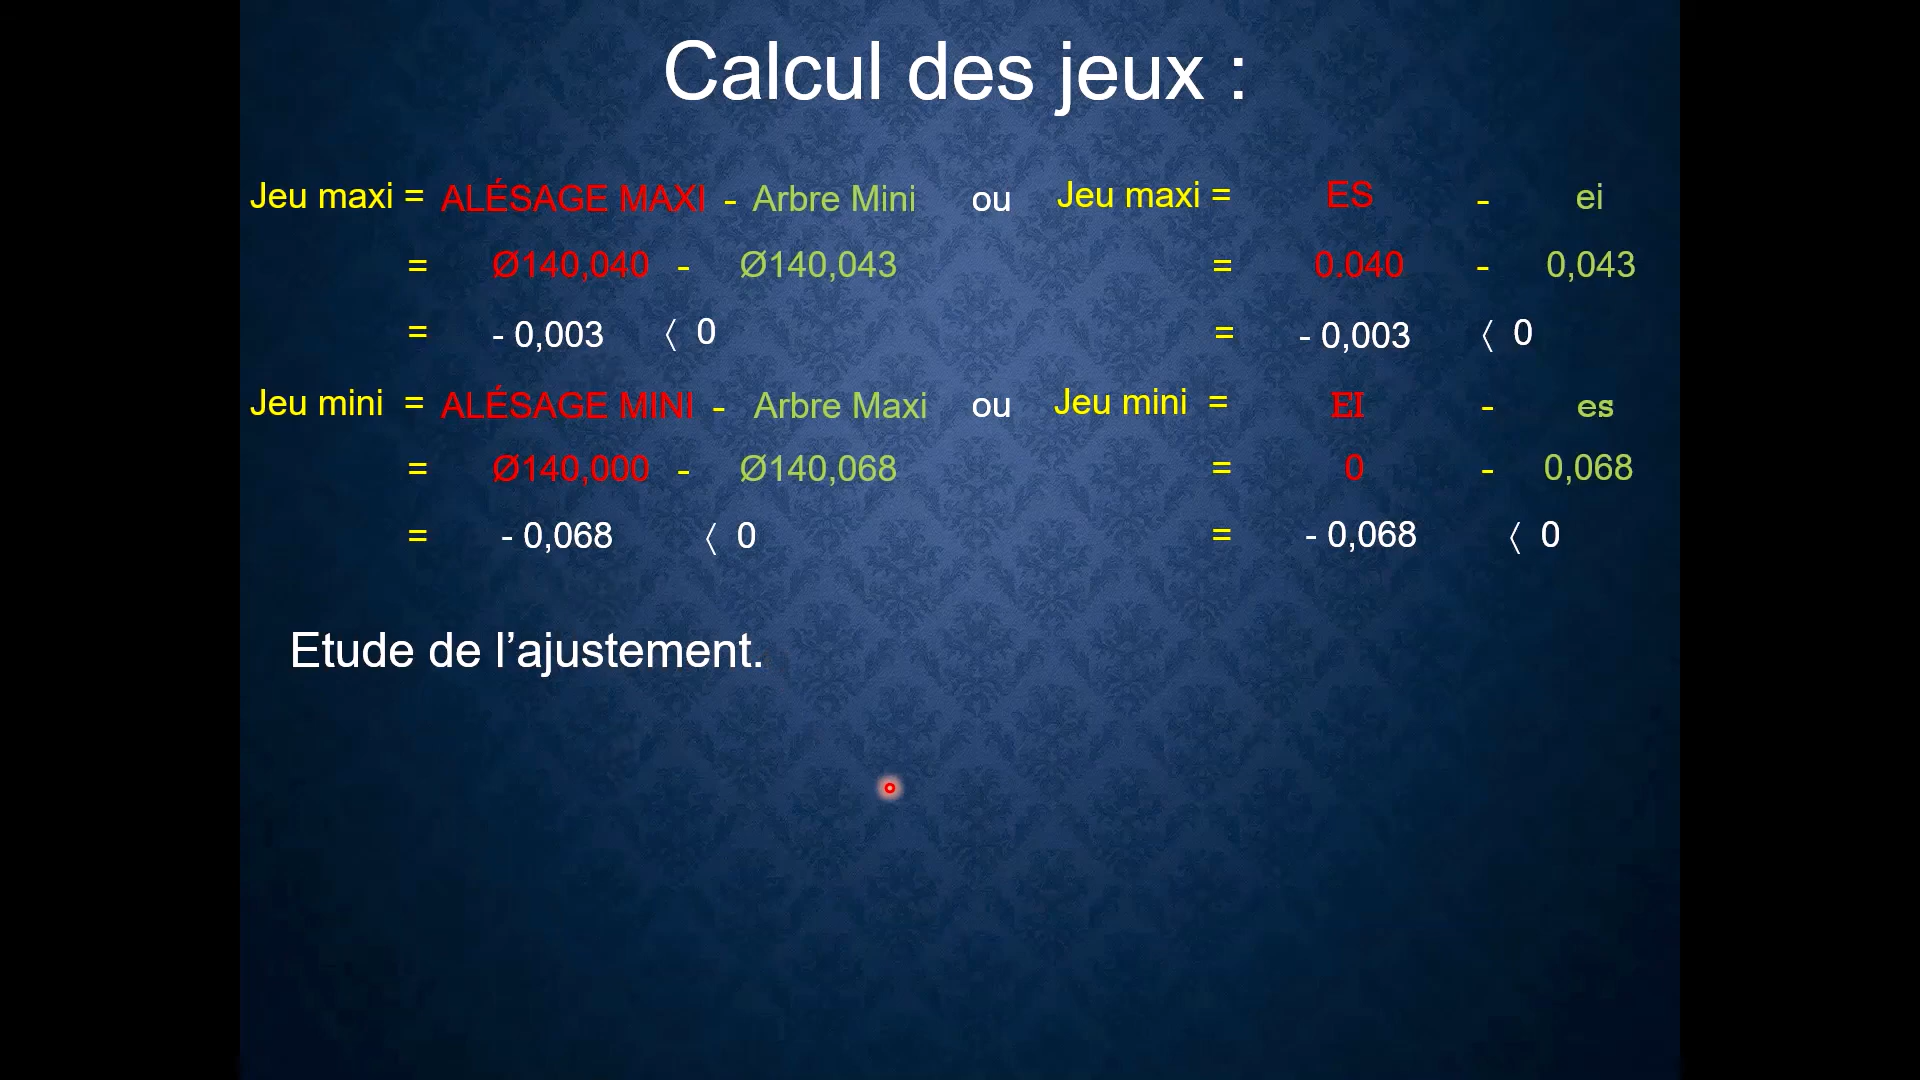 Calcul des jeux :
Jeu maxi = ALÉSAGE MAXI - Arbre Mini ou Jeu maxi = ES - ei
= Ø140,040 - Ø140,043 = 0.040 - 0,043
= - 0,003 〈 0 = - 0,003 〈 0
Jeu mini = ALÉSAGE MINI - Arbre Maxi ou Jeu mini = EI - es
= Ø140,000 - Ø140,068 = 0 - 0,068
= - 0,068 〈 0 = - 0,068 〈 0
Etude de l’ajustement.